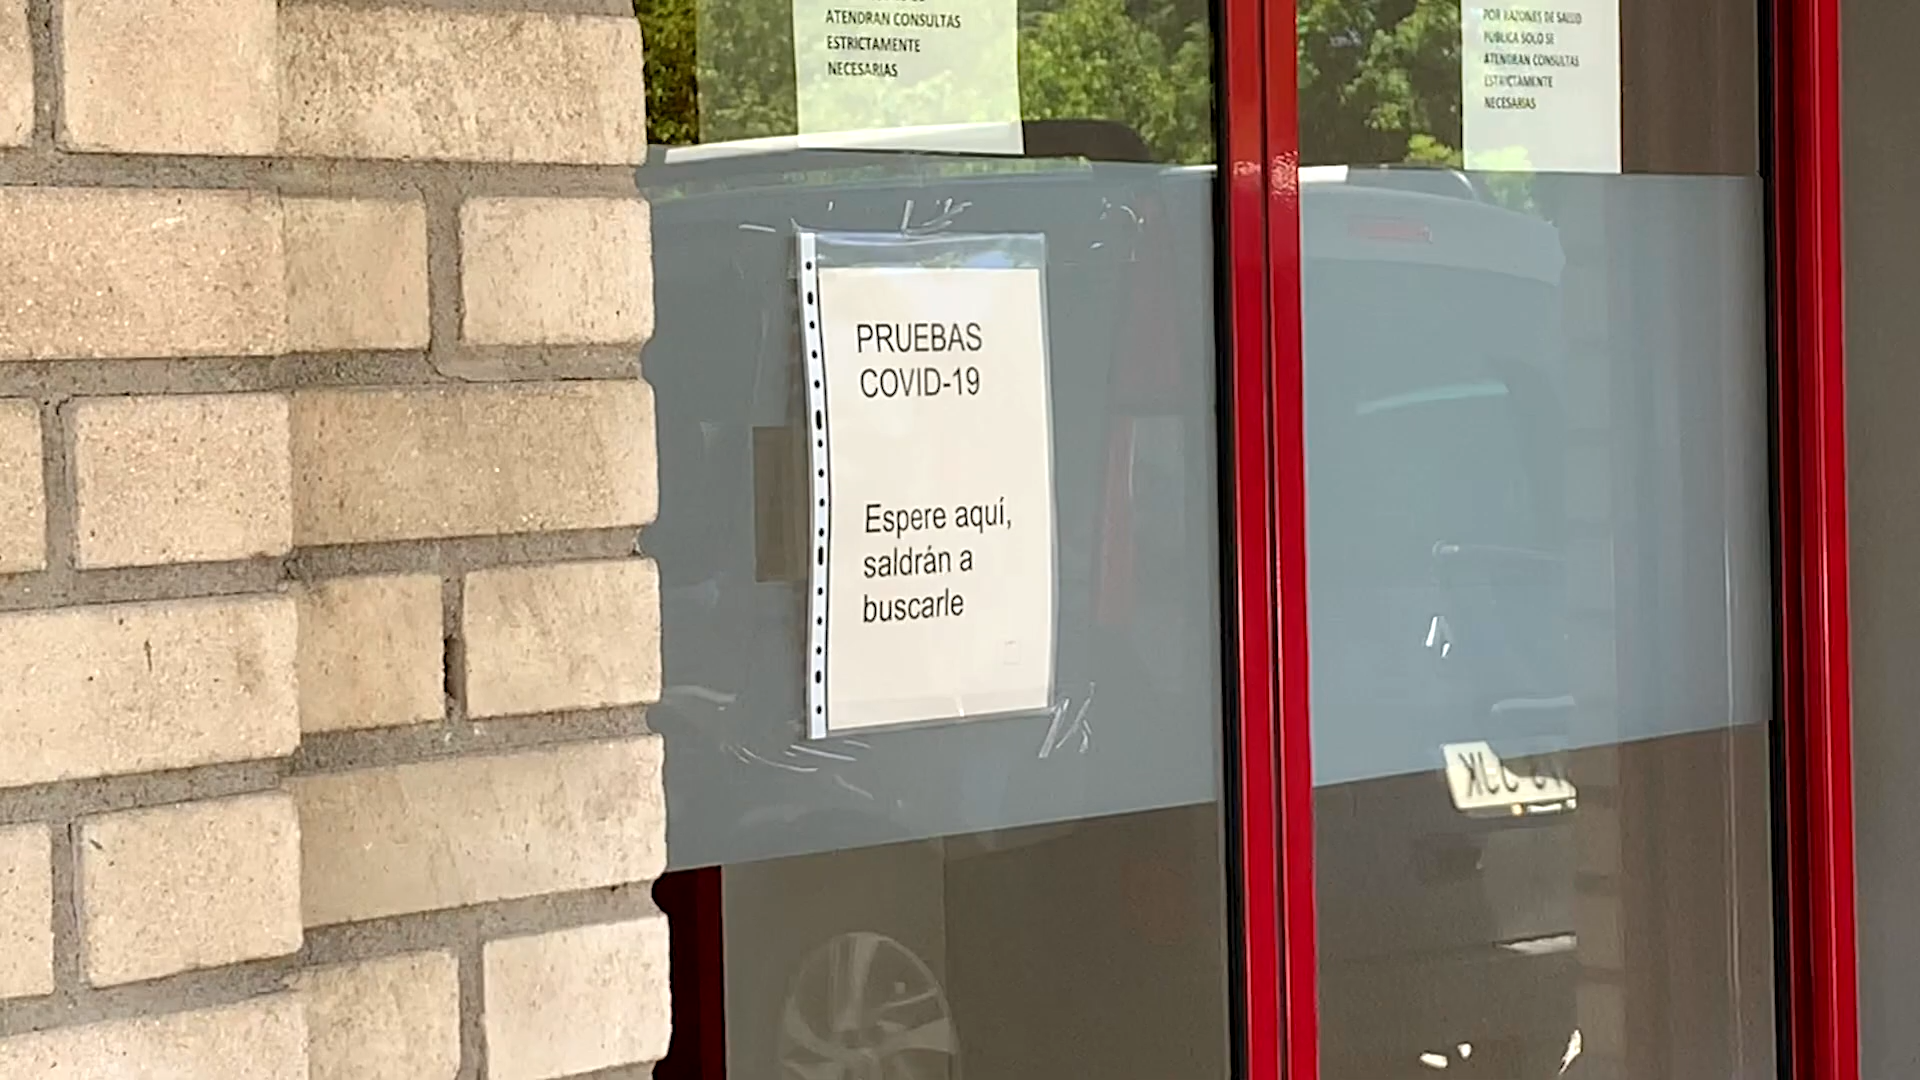 ATENDRAN CONSULTAS
ESTRICTAMENTE
NECESARIAS
POR RAZONES DE SALUD
PUBLICA SOLO SE
ATENDRAN CONSULTAS
ESTRICTAMENTE
NECESARIAS
PRUEBAS
COVID-19
Espere aquí,
saldrán a
buscarle